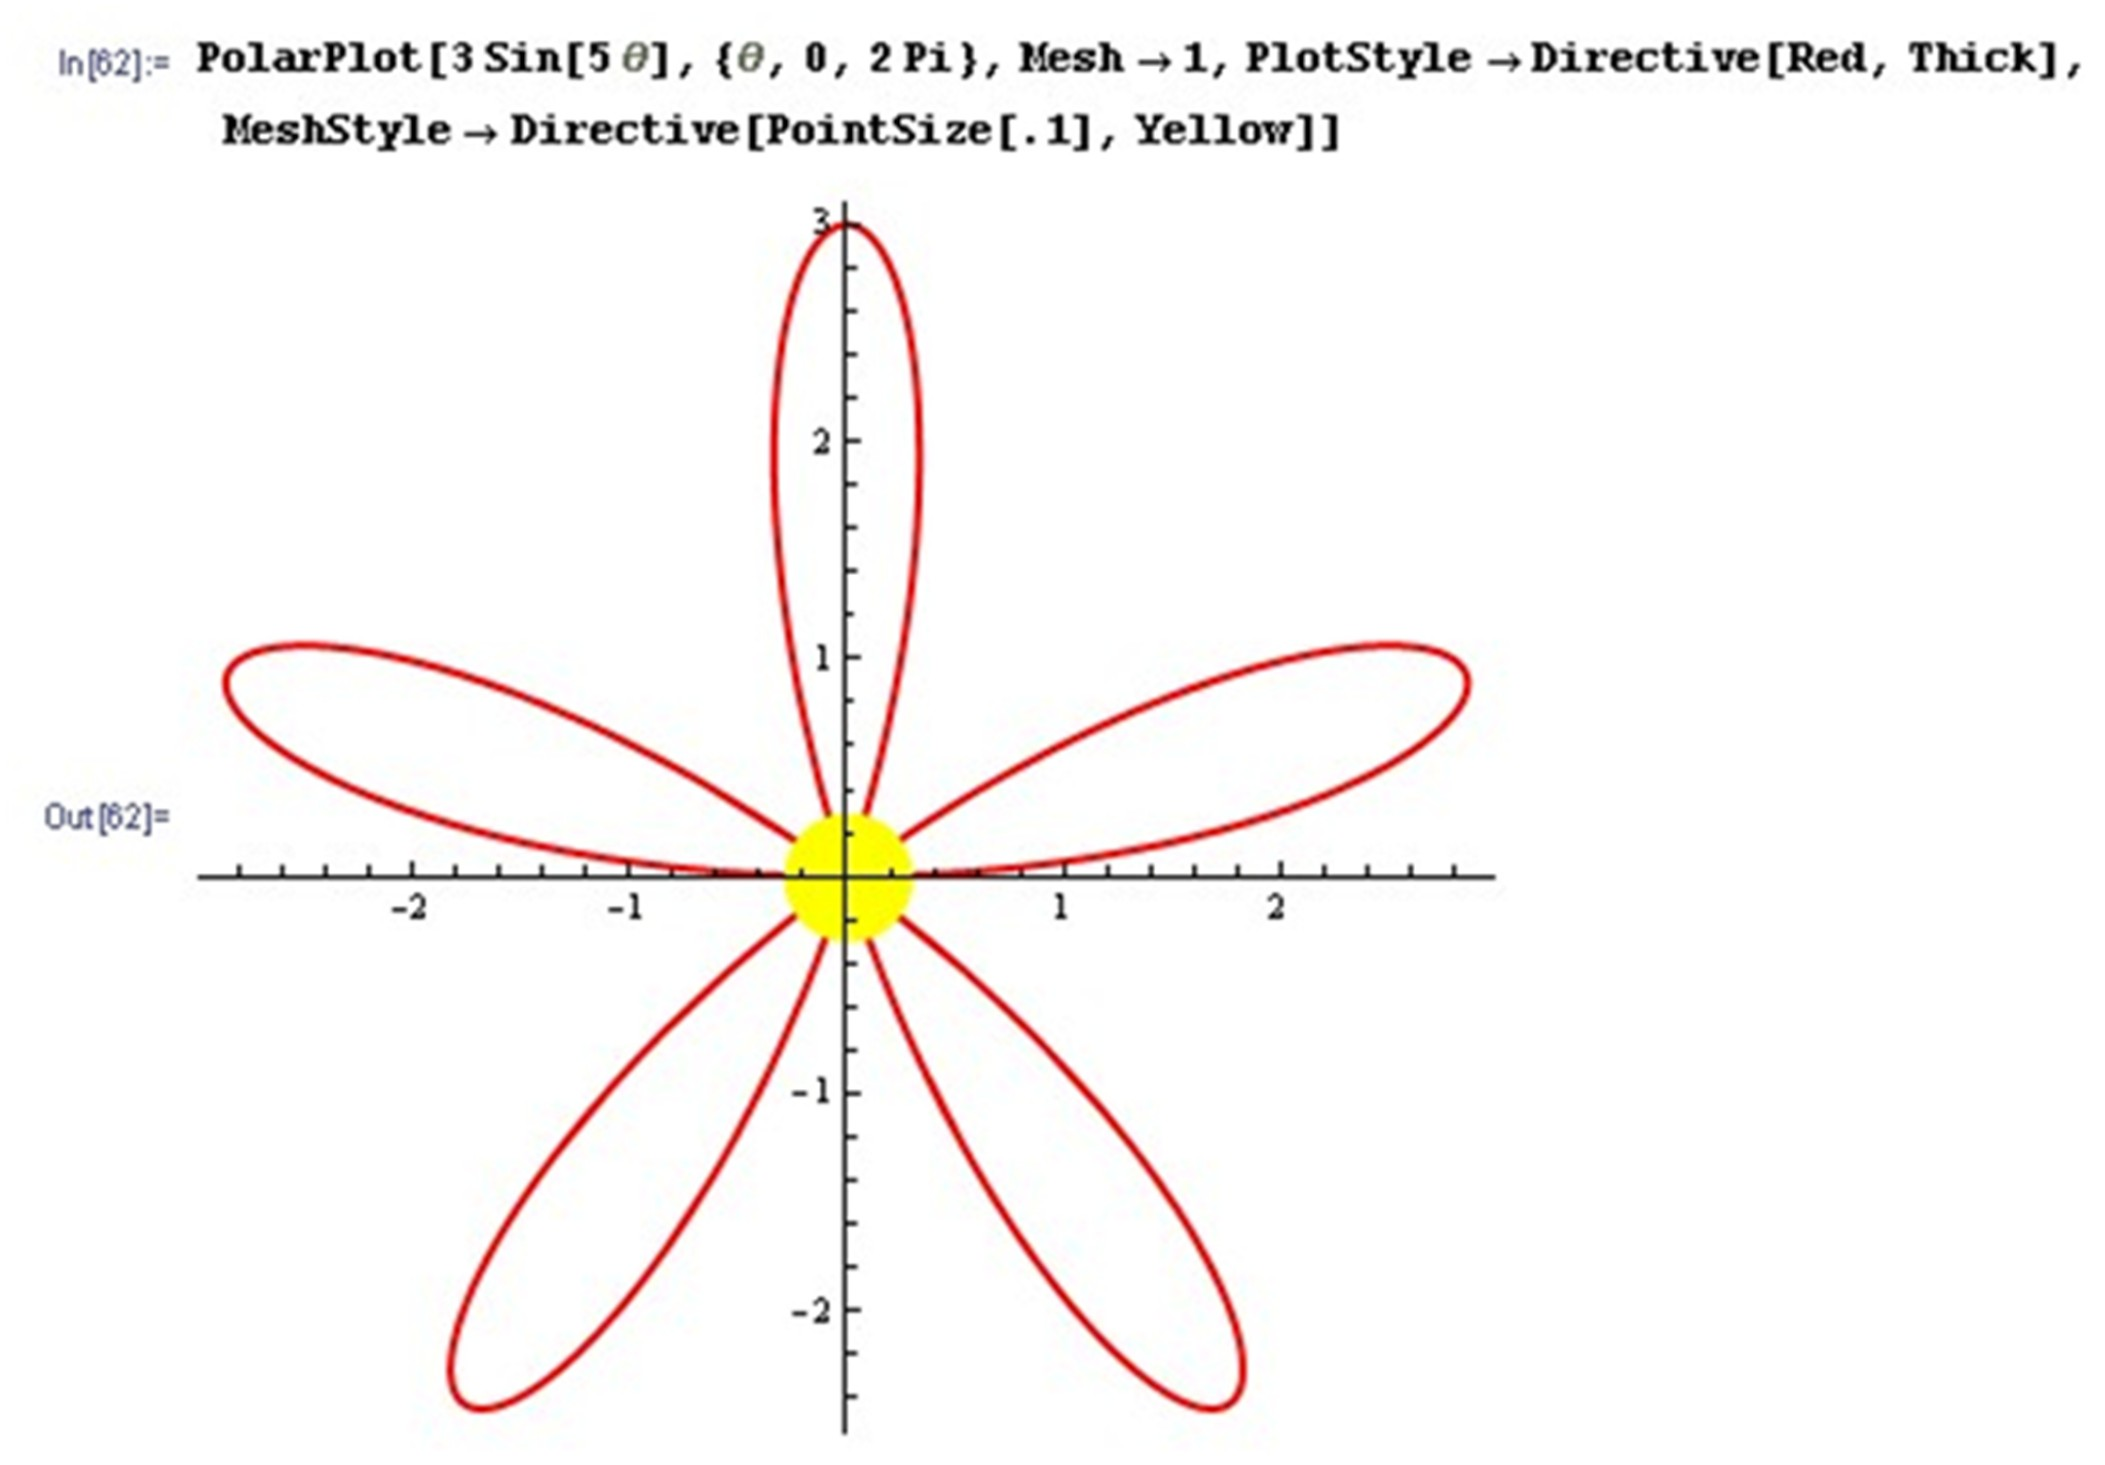 In[62]:= PolarPlot[3 Sin[5 θ], {θ, 0, 2 Pi}, Mesh → 1, PlotStyle → Directive[Red, Thick],
MeshStyle → Directive[PointSize[.1], Yellow]]
3
2
1
Out[62]=
-2 -1 1 2
-1
-2